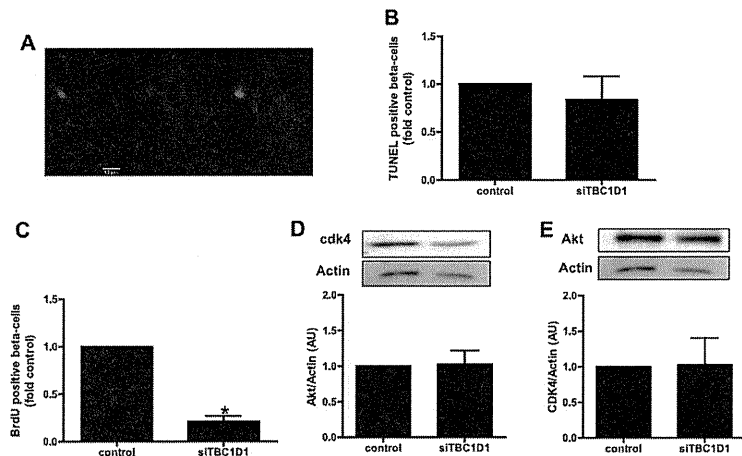 A
B
TUNEL positive beta-cells
(fold control)
1.5
1.0
0.5
0.0
control siTBC1D1
C
BrdU positive beta-cells
(fold control)
1.5
1.0
0.5
0.0
*
control siTBC1D1
D
cdk4
Actin
Akt/Actin (AU)
2.0
1.5
1.0
0.5
0.0
control siTBC1D1
E
Akt
Actin
CDK4/Actin (AU)
2.0
1.5
1.0
0.5
0.0
control siTBC1D1